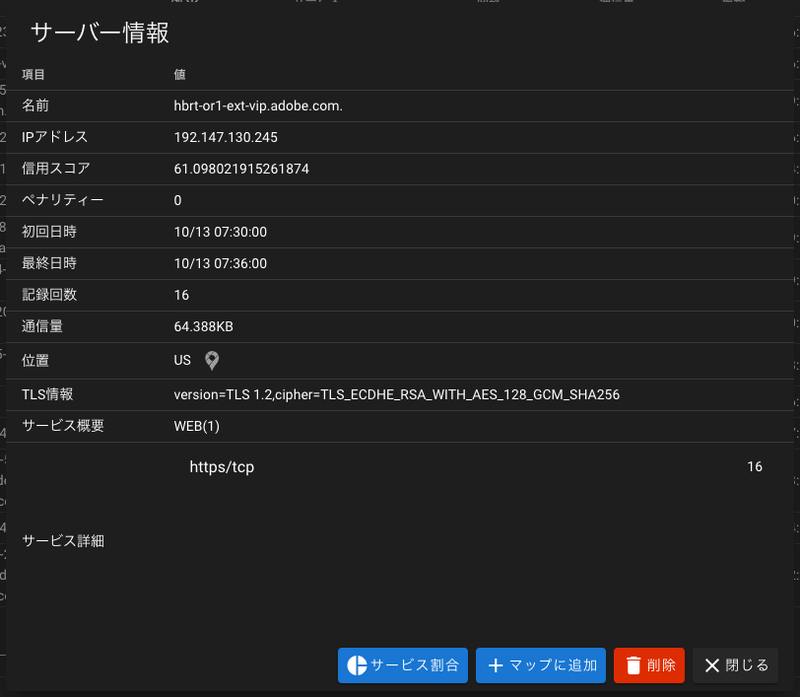 サーバー情報
項目 値
名前 hbrt-or1-ext-vip.adobe.com.
IPアドレス 192.147.130.245
信用スコア 61.098021915261874
ペナリティー 0
初回日時 10/13 07:30:00
最終日時 10/13 07:36:00
記録回数 16
通信量 64.388KB
位置 US
TLS情報 version=TLS 1.2,cipher=TLS_ECDHE_RSA_WITH_AES_128_GCM_SHA256
サービス概要 WEB(1)
https/tcp 16
サービス詳細
サービス割合 マップに追加 削除 閉じる